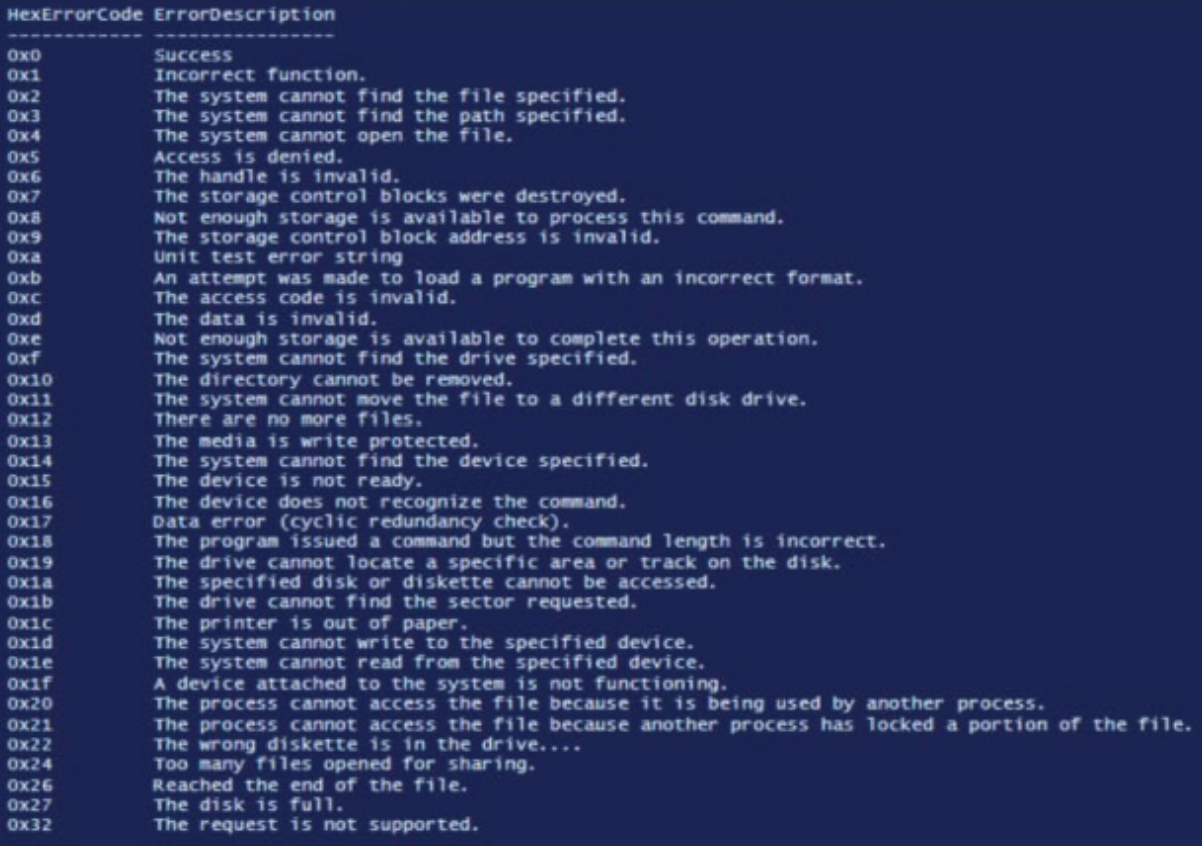 HexErrorCode ErrorDescription
------------ ----------------
0x0 Success
0x1 Incorrect function.
0x2 The system cannot find the file specified.
0x3 The system cannot find the path specified.
0x4 The system cannot open the file.
0x5 Access is denied.
0x6 The handle is invalid.
0x7 The storage control blocks were destroyed.
0x8 Not enough storage is available to process this command.
0x9 The storage control block address is invalid.
0xa Unit test error string
0xb An attempt was made to load a program with an incorrect format.
0xc The access code is invalid.
0xd The data is invalid.
0xe Not enough storage is available to complete this operation.
0xf The system cannot find the drive specified.
0x10 The directory cannot be removed.
0x11 The system cannot move the file to a different disk drive.
0x12 There are no more files.
0x13 The media is write protected.
0x14 The system cannot find the device specified.
0x15 The device is not ready.
0x16 The device does not recognize the command.
0x17 Data error (cyclic redundancy check).
0x18 The program issued a command but the command length is incorrect.
0x19 The drive cannot locate a specific area or track on the disk.
0x1a The specified disk or diskette cannot be accessed.
0x1b The drive cannot find the sector requested.
0x1c The printer is out of paper.
0x1d The system cannot write to the specified device.
0x1e The system cannot read from the specified device.
0x1f A device attached to the system is not functioning.
0x20 The process cannot access the file because it is being used by another process.
0x21 The process cannot access the file because another process has locked a portion of the file.
0x22 The wrong diskette is in the drive....
0x24 Too many files opened for sharing.
0x26 Reached the end of the file.
0x27 The disk is full.
0x32 The request is not supported.